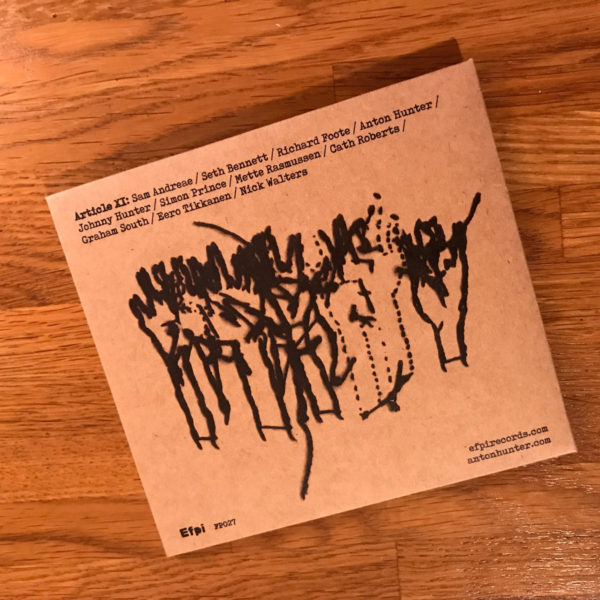 Article XI: Sam Andreae / Seth Bennett / Richard Foote / Anton Hunter /
Johnny Hunter / Simon Prince / Mette Rasmussen / Cath Roberts /
Graham South / Eero Tikkanen / Nick Walters
efpirecords.com
antonhunter.com
Efpi FP027